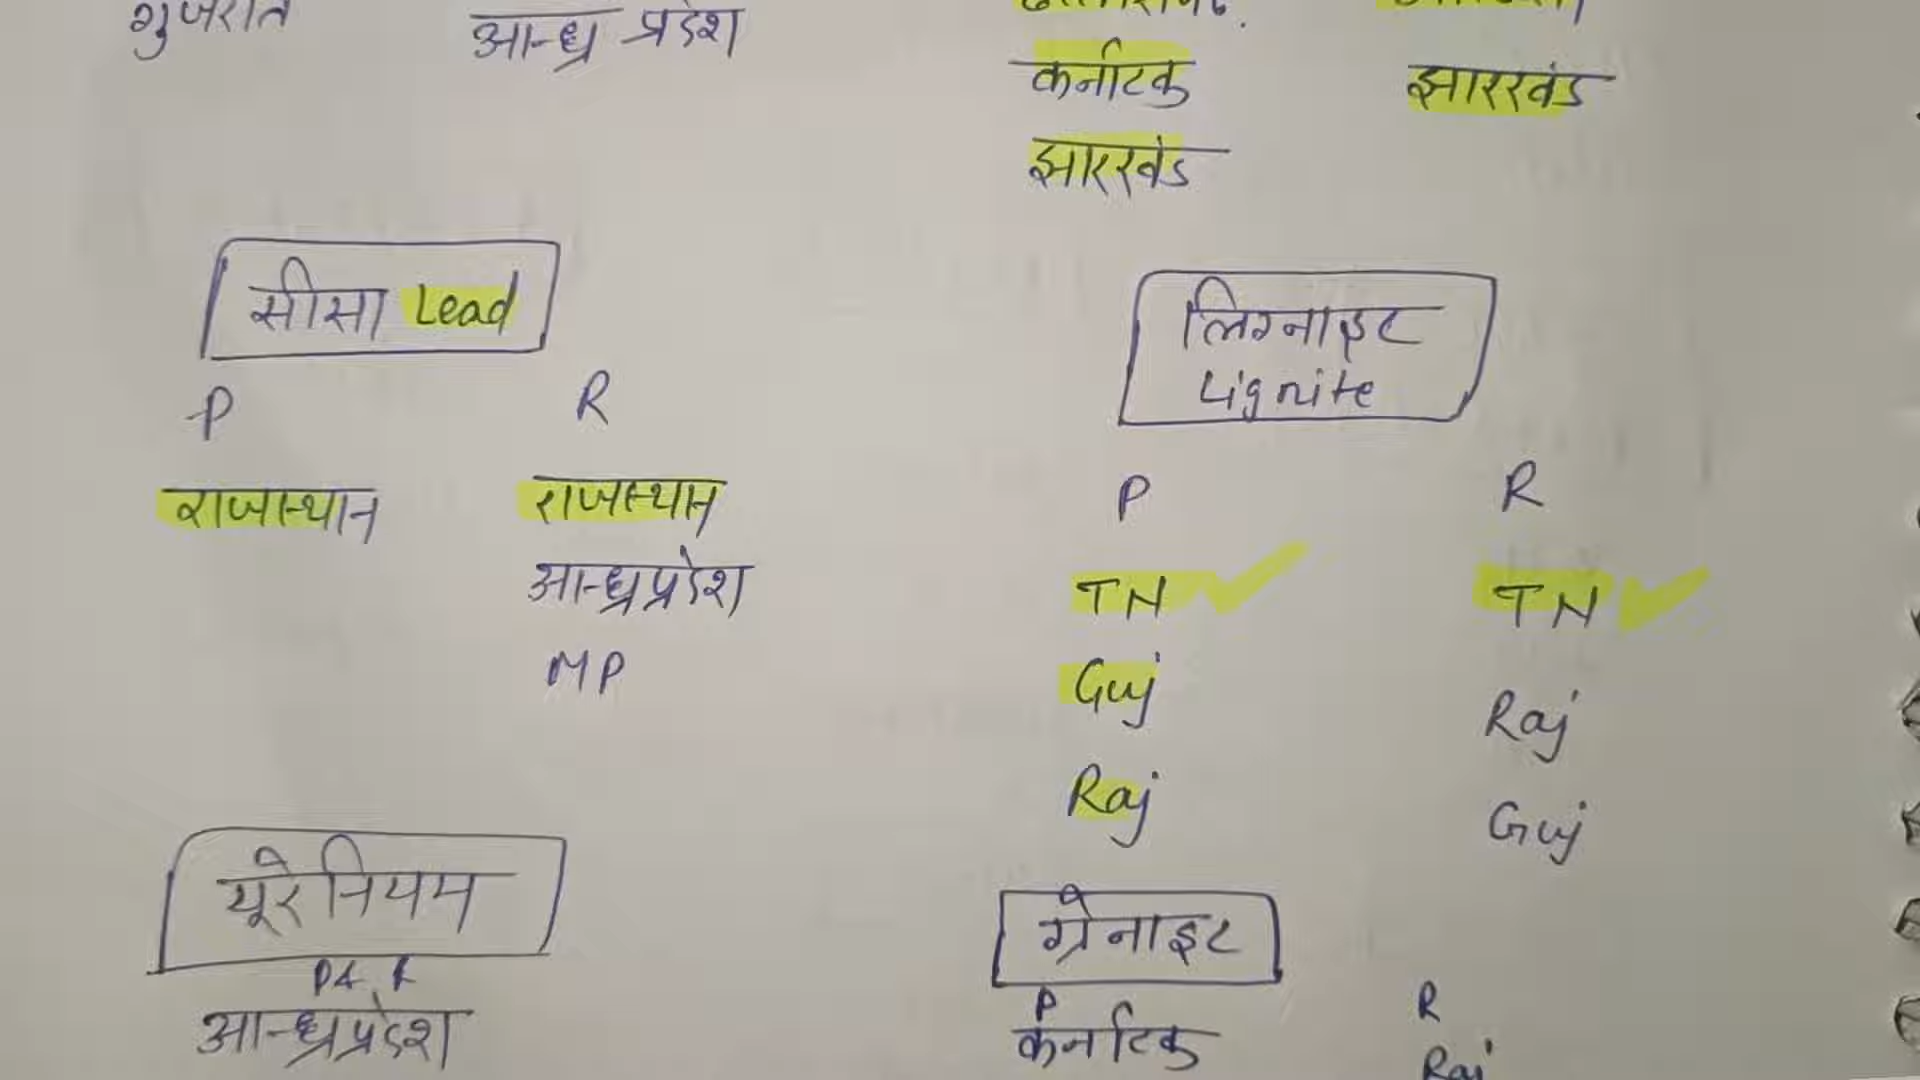 गुजरात
आन्ध्र प्रदेश
कर्नाटक
झारखंड
झारखंड
सीसा Lead
P R
राजस्थान राजस्थान
आन्ध्रप्रदेश
MP
लिग्नाइट
Lignite
P R
TN TN
Guj Raj
Raj Guj
यूरेनियम
P & R
आन्ध्रप्रदेश
ग्रेनाइट
P R
कर्नाटक Raj